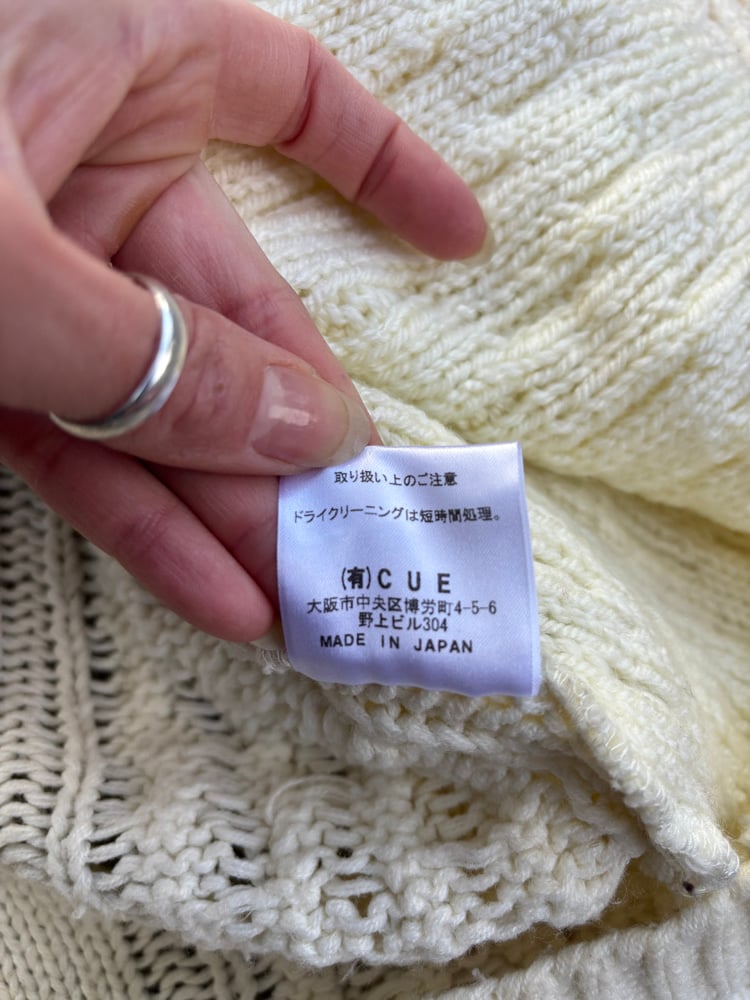 取り扱い上のご注意
ドライクリーニングは短時間処理。
(有)CUE
大阪市中央区博労町4-5-6
野上ビル304
MADE IN JAPAN